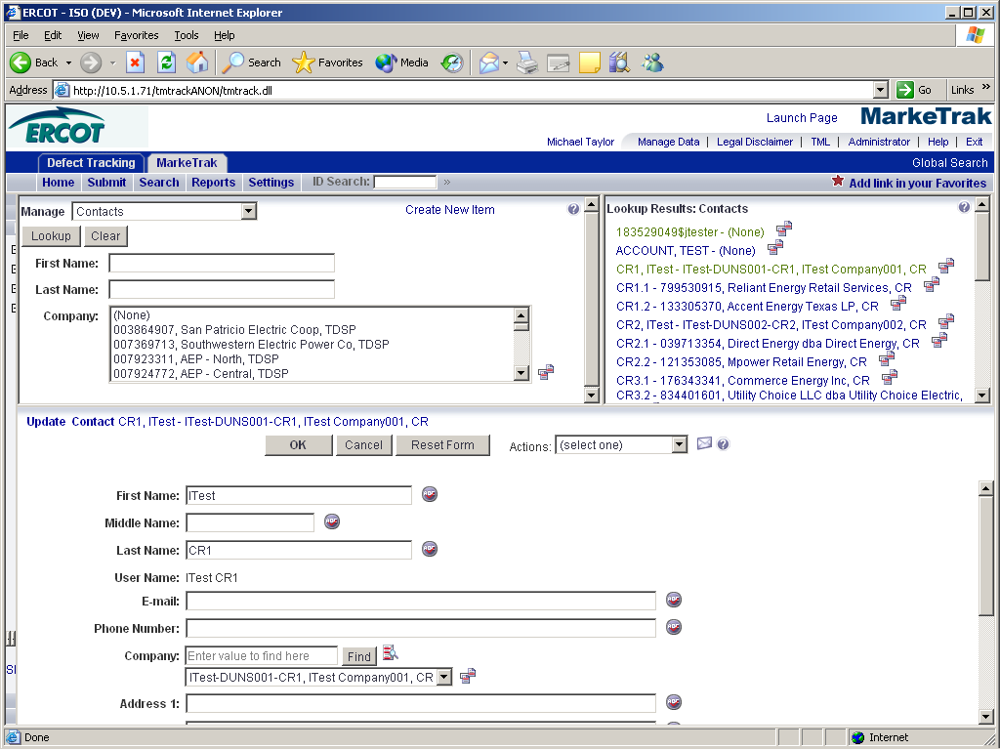 ERCOT - ISO (DEV) - Microsoft Internet Explorer
File Edit View Favorites Tools Help
Back Search Favorites Media
Address http://10.5.1.71/tmtrackANON/tmtrack.dll Go Links »
ERCOT
Launch Page MarkeTrak
Michael Taylor Manage Data | Legal Disclaimer | TML | Administrator | Help | Exit
Defect Tracking MarkeTrak Global Search
Home Submit Search Reports Settings ID Search: » Add link in your Favorites
Manage Contacts Create New Item
Lookup Clear
First Name:
Last Name:
Company: (None)
003864907, San Patricio Electric Coop, TDSP
007369713, Southwestern Electric Power Co, TDSP
007923311, AEP - North, TDSP
007924772, AEP - Central, TDSP
Lookup Results: Contacts
183529049$jtester - (None)
ACCOUNT, TEST - (None)
CR1, ITest - ITest-DUNS001-CR1, ITest Company001, CR
CR1.1 - 799530915, Reliant Energy Retail Services, CR
CR1.2 - 133305370, Accent Energy Texas LP, CR
CR2, ITest - ITest-DUNS002-CR2, ITest Company002, CR
CR2.1 - 039713354, Direct Energy dba Direct Energy, CR
CR2.2 - 121353085, Mpower Retail Energy, CR
CR3.1 - 176343341, Commerce Energy Inc, CR
CR3.2 - 834401601, Utility Choice LLC dba Utility Choice Electric,
Update Contact CR1, ITest - ITest-DUNS001-CR1, ITest Company001, CR
OK Cancel Reset Form Actions: (select one)
First Name: ITest ABC
Middle Name: ABC
Last Name: CR1 ABC
User Name: ITest CR1
E-mail: ABC
Phone Number: ABC
Company: Enter value to find here Find
ITest-DUNS001-CR1, ITest Company001, CR
Address 1: ABC
Done Internet